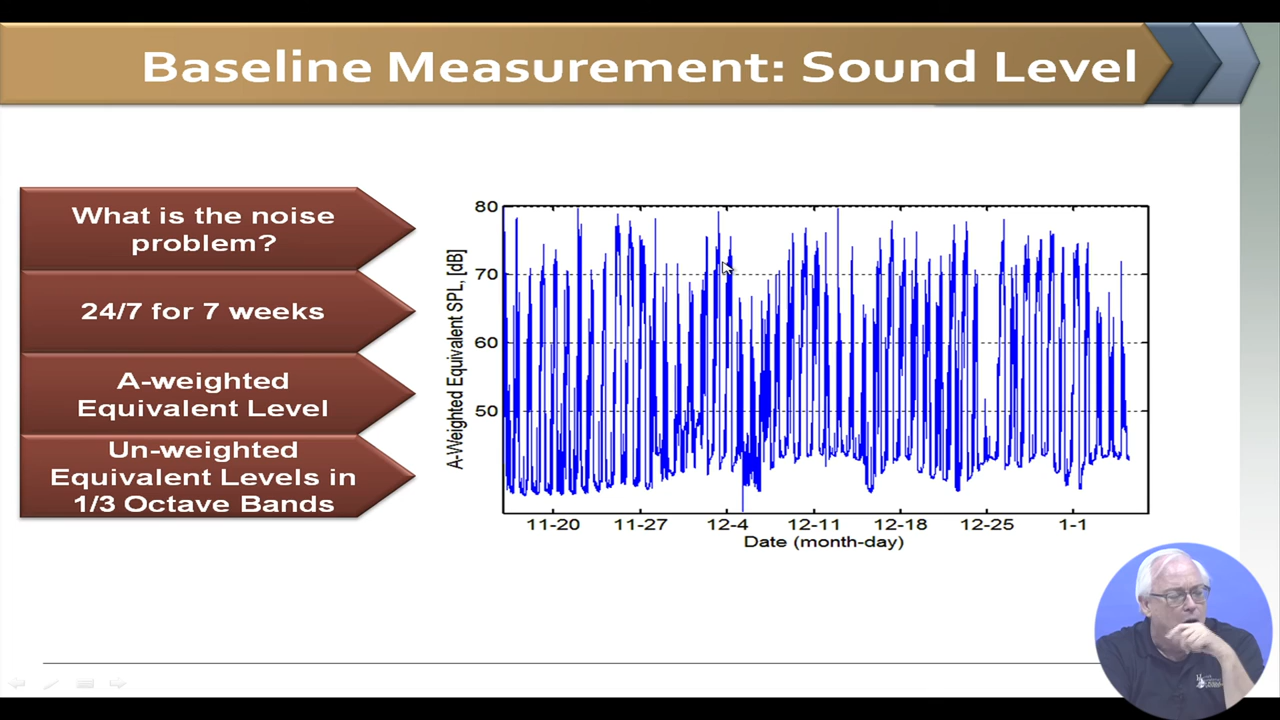 Baseline Measurement: Sound Level
What is the noise
problem?
24/7 for 7 weeks
A-weighted
Equivalent Level
Un-weighted
Equivalent Levels in
1/3 Octave Bands
A-Weighted Equivalent SPL, [dB]
80
70
60
50
11-20 11-27 12-4 12-11 12-18 12-25 1-1
Date (month-day)